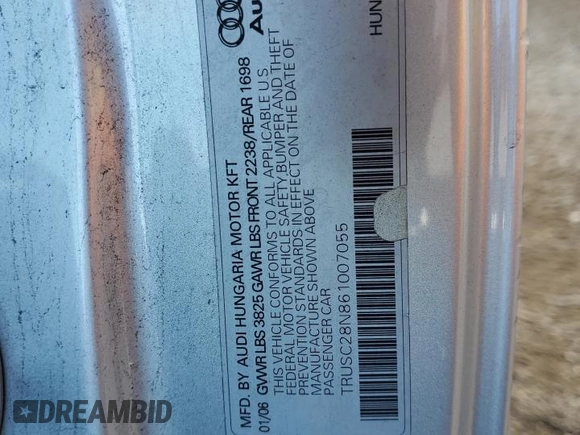 Au
HUN
MFD. BY AUDI HUNGARIA MOTOR KFT
01/06 GVWR LBS 3825 GAWR LBS FRONT 2238/REAR 1698
THIS VEHICLE CONFORMS TO ALL APPLICABLE U.S
FEDERAL MOTOR VEHICLE SAFETY, BUMPER AND THEFT
PREVENTION STANDARDS IN EFFECT ON THE DATE OF
MANUFACTURE SHOWN ABOVE
PASSENGER CAR
TRUSC28N861007055
DREAMBID